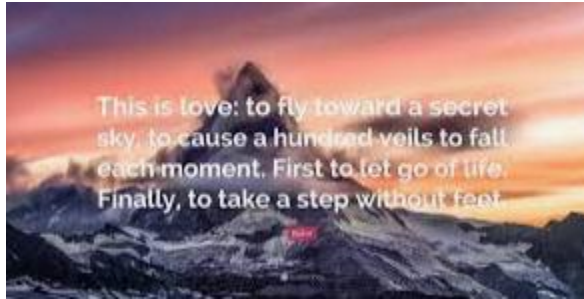 This is love: to fly toward a secret
sky, to cause a hundred veils to fall
each moment. First to let go of life.
Finally, to take a step without feet.